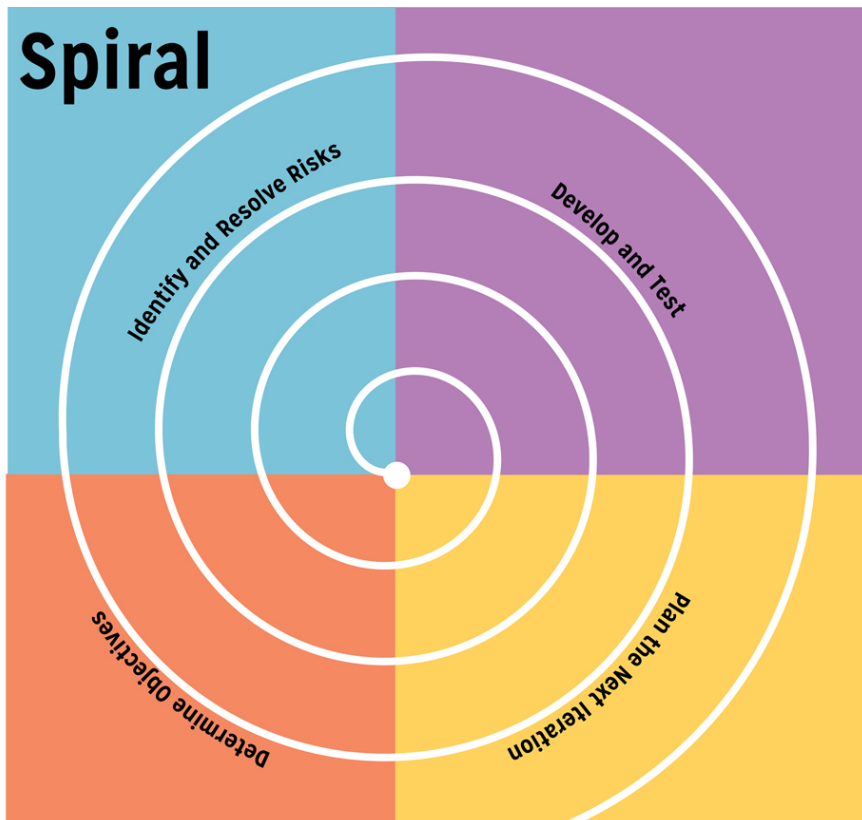 Spiral
Identify and Resolve Risks
Develop and Test
Determine Objectives
Plan the Next Iteration